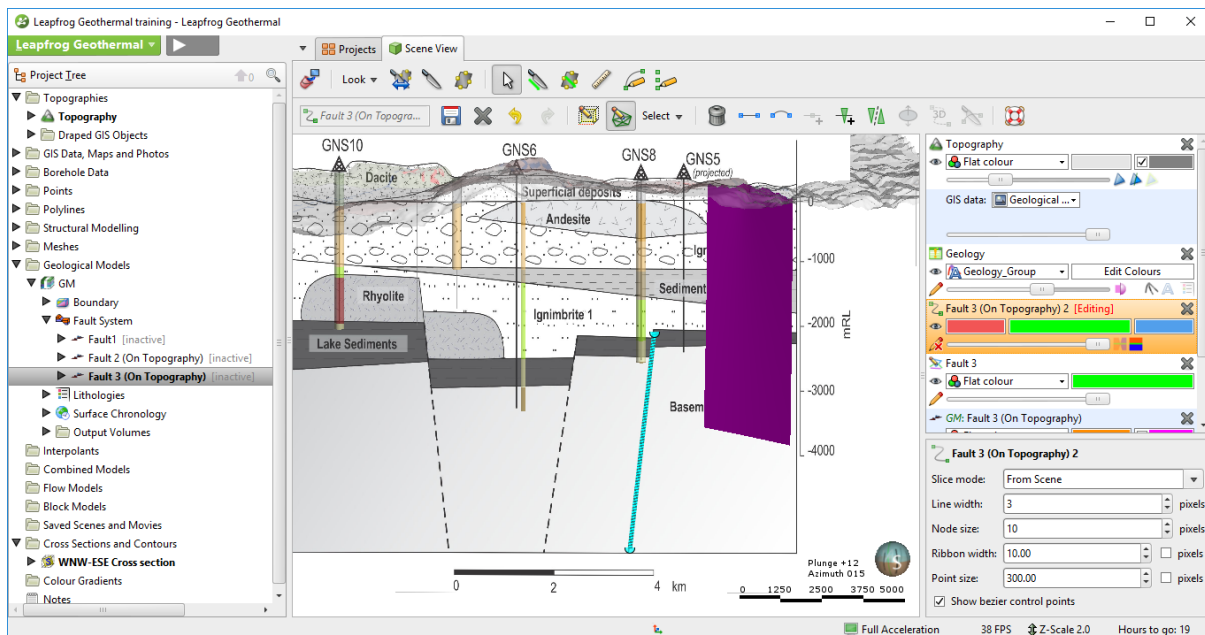 Leapfrog Geothermal training - Leapfrog Geothermal
Leapfrog Geothermal
Projects
Scene View
Project Tree
0
Look
Topographies
Topography
Draped GIS Objects
GIS Data, Maps and Photos
Borehole Data
Points
Polylines
Structural Modelling
Meshes
Geological Models
GM
Boundary
Fault System
Fault1 [inactive]
Fault 2 (On Topography) [inactive]
Fault 3 (On Topography) [inactive]
Lithologies
Surface Chronology
Output Volumes
Interpolants
Combined Models
Flow Models
Block Models
Saved Scenes and Movies
Cross Sections and Contours
WNW-ESE Cross section
Colour Gradients
Notes
Fault 3 (On Topogra...
Select
3D
GNS10
GNS6
GNS8
GNS5
(projected)
Dacite
Superficial deposits
Andesite
Ign
Sediment
Rhyolite
Ignimbrite 1
Lake Sediments
Basem
0
-1000
-2000
-3000
-4000
mRL
0 2 4 km
Plunge +12
Azimuth 015
0 1250 2500 3750 5000
Topography
Flat colour
GIS data: Geological ...
Geology
Geology_Group
Edit Colours
Fault 3 (On Topography) 2 [Editing]
Fault 3
Flat colour
GM: Fault 3 (On Topography)
Fault 3 (On Topography) 2
Slice mode: From Scene
Line width: 3 pixels
Node size: 10 pixels
Ribbon width: 10.00 pixels
Point size: 300.00 pixels
Show bezier control points
Full Acceleration 38 FPS Z-Scale 2.0 Hours to go: 19